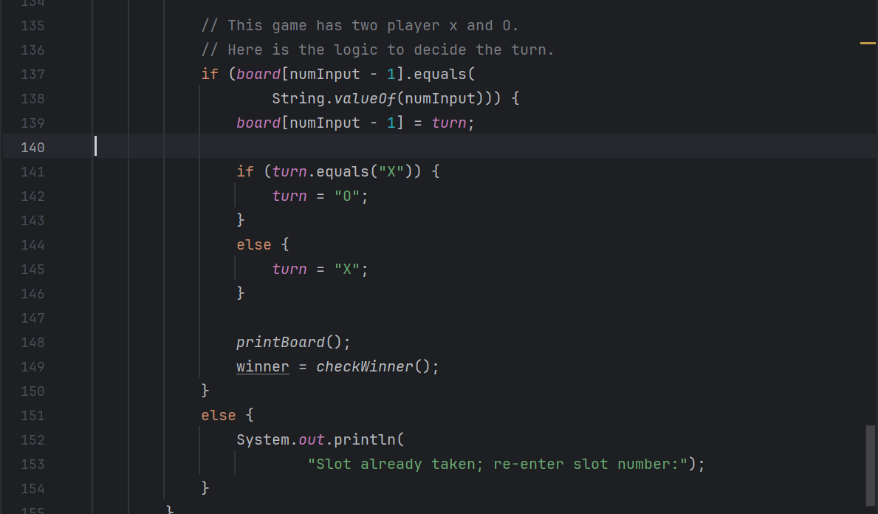 134
135 // This game has two player x and O.
136 // Here is the logic to decide the turn.
137 if (board[numInput - 1].equals(
138 String.valueOf(numInput))) {
139 board[numInput - 1] = turn;
140
141 if (turn.equals("X")) {
142 turn = "O";
143 }
144 else {
145 turn = "X";
146 }
147
148 printBoard();
149 winner = checkWinner();
150 }
151 else {
152 System.out.println(
153 "Slot already taken; re-enter slot number:");
154 }
155 }